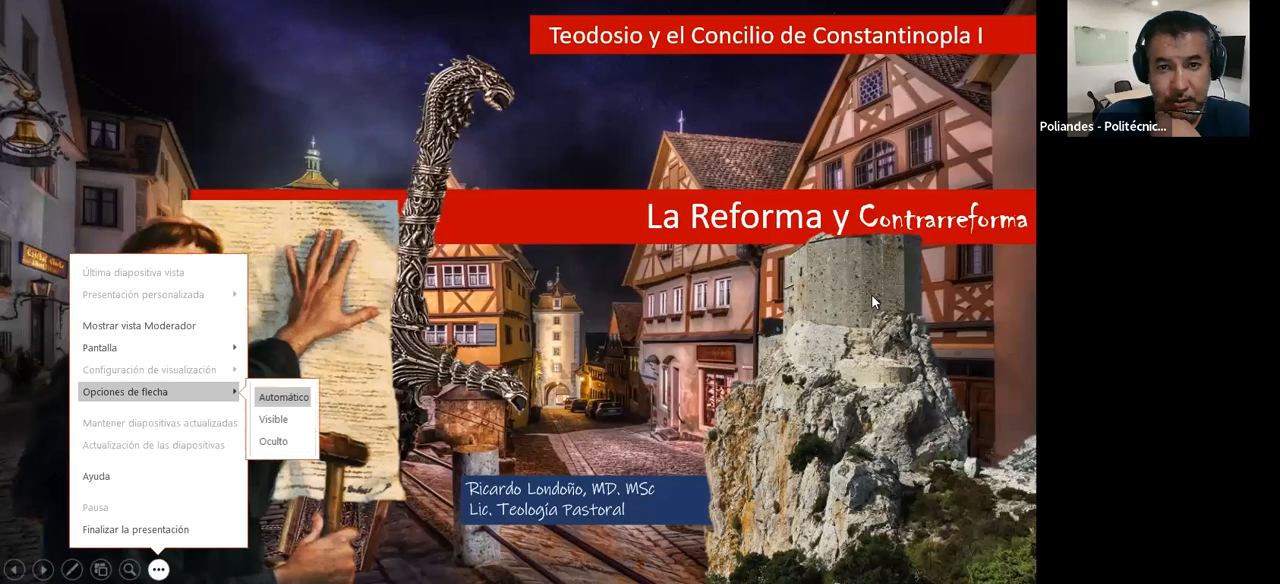 Teodosio y el Concilio de Constantinopla I
Poliandes - Politécnic...
La Reforma y Contrarreforma
Última diapositiva vista
Presentación personalizada
Mostrar vista Moderador
Pantalla
Configuración de visualización
Opciones de flecha
Automático
Visible
Oculto
Mantener diapositivas actualizadas
Actualización de las diapositivas
Ayuda
Pausa
Finalizar la presentación
Ricardo Londoño, MD. MSc
Lic. Teología Pastoral